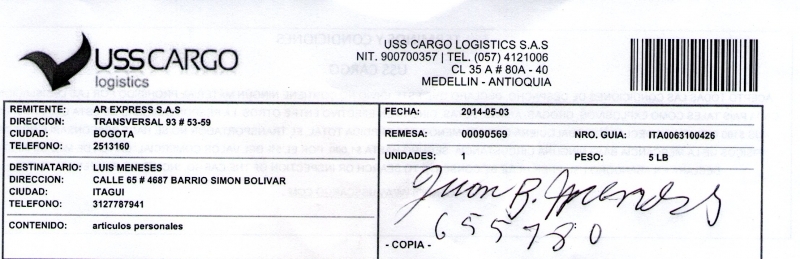 USS CARGO
logistics
USS CARGO LOGISTICS S.A.S
NIT. 900700357 | TEL. (057) 4121006
CL 35 A # 80A - 40
MEDELLIN - ANTIOQUIA
REMITENTE: AR EXPRESS S.A.S
DIRECCION: TRANSVERSAL 93 # 53-59
CIUDAD: BOGOTA
TELEFONO: 2513160
DESTINATARIO: LUIS MENESES
DIRECCION: CALLE 65 # 4687 BARRIO SIMON BOLIVAR
CIUDAD: ITAGUI
TELEFONO: 3127787941
CONTENIDO: articulos personales
FECHA: 2014-05-03
REMESA: 00090569 NRO. GUÍA: ITA0063100426
UNIDADES: 1 PESO: 5 LB
Juan B.
655780
- COPIA -